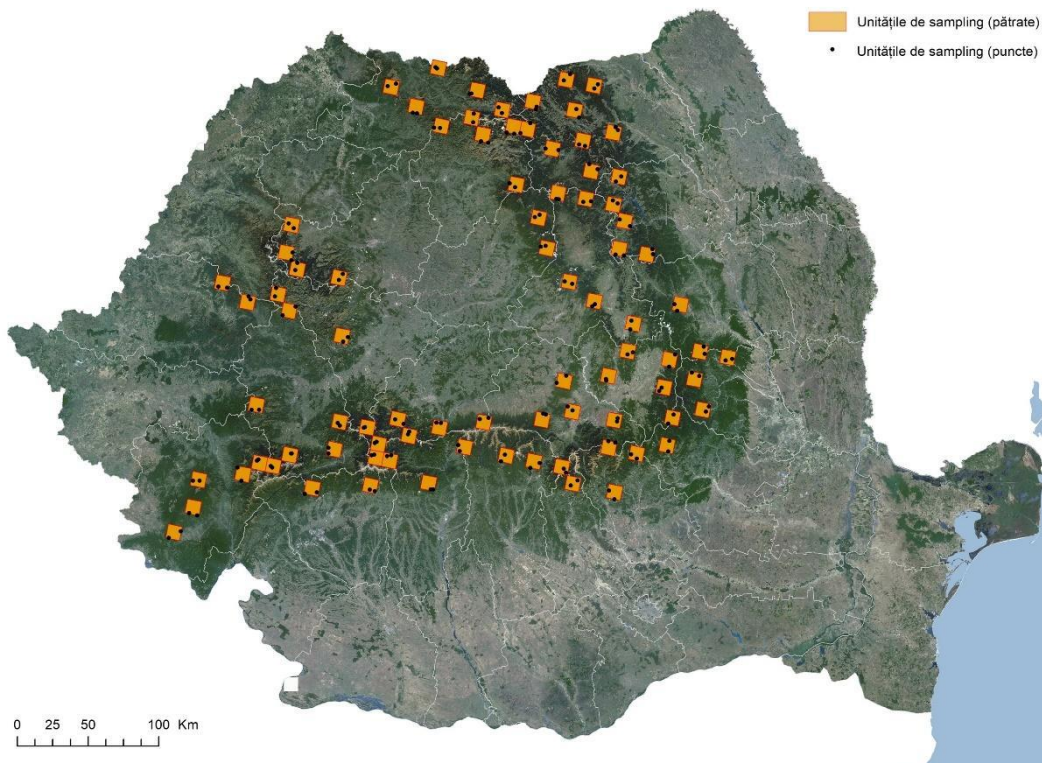 Unitățile de sampling (pătrate)
Unitățile de sampling (puncte)
0 25 50 100 Km